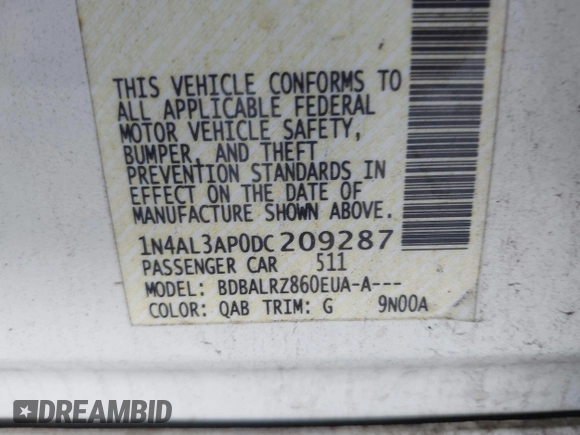 THIS VEHICLE CONFORMS TO
ALL APPLICABLE FEDERAL
MOTOR VEHICLE SAFETY,
BUMPER, AND THEFT
PREVENTION STANDARDS IN
EFFECT ON THE DATE OF
MANUFACTURE SHOWN ABOVE.
1N4AL3AP0DC209287
PASSENGER CAR 511
MODEL: BDBALRZ860EUA-A---
COLOR: QAB TRIM: G 9N00A
DREAMBID